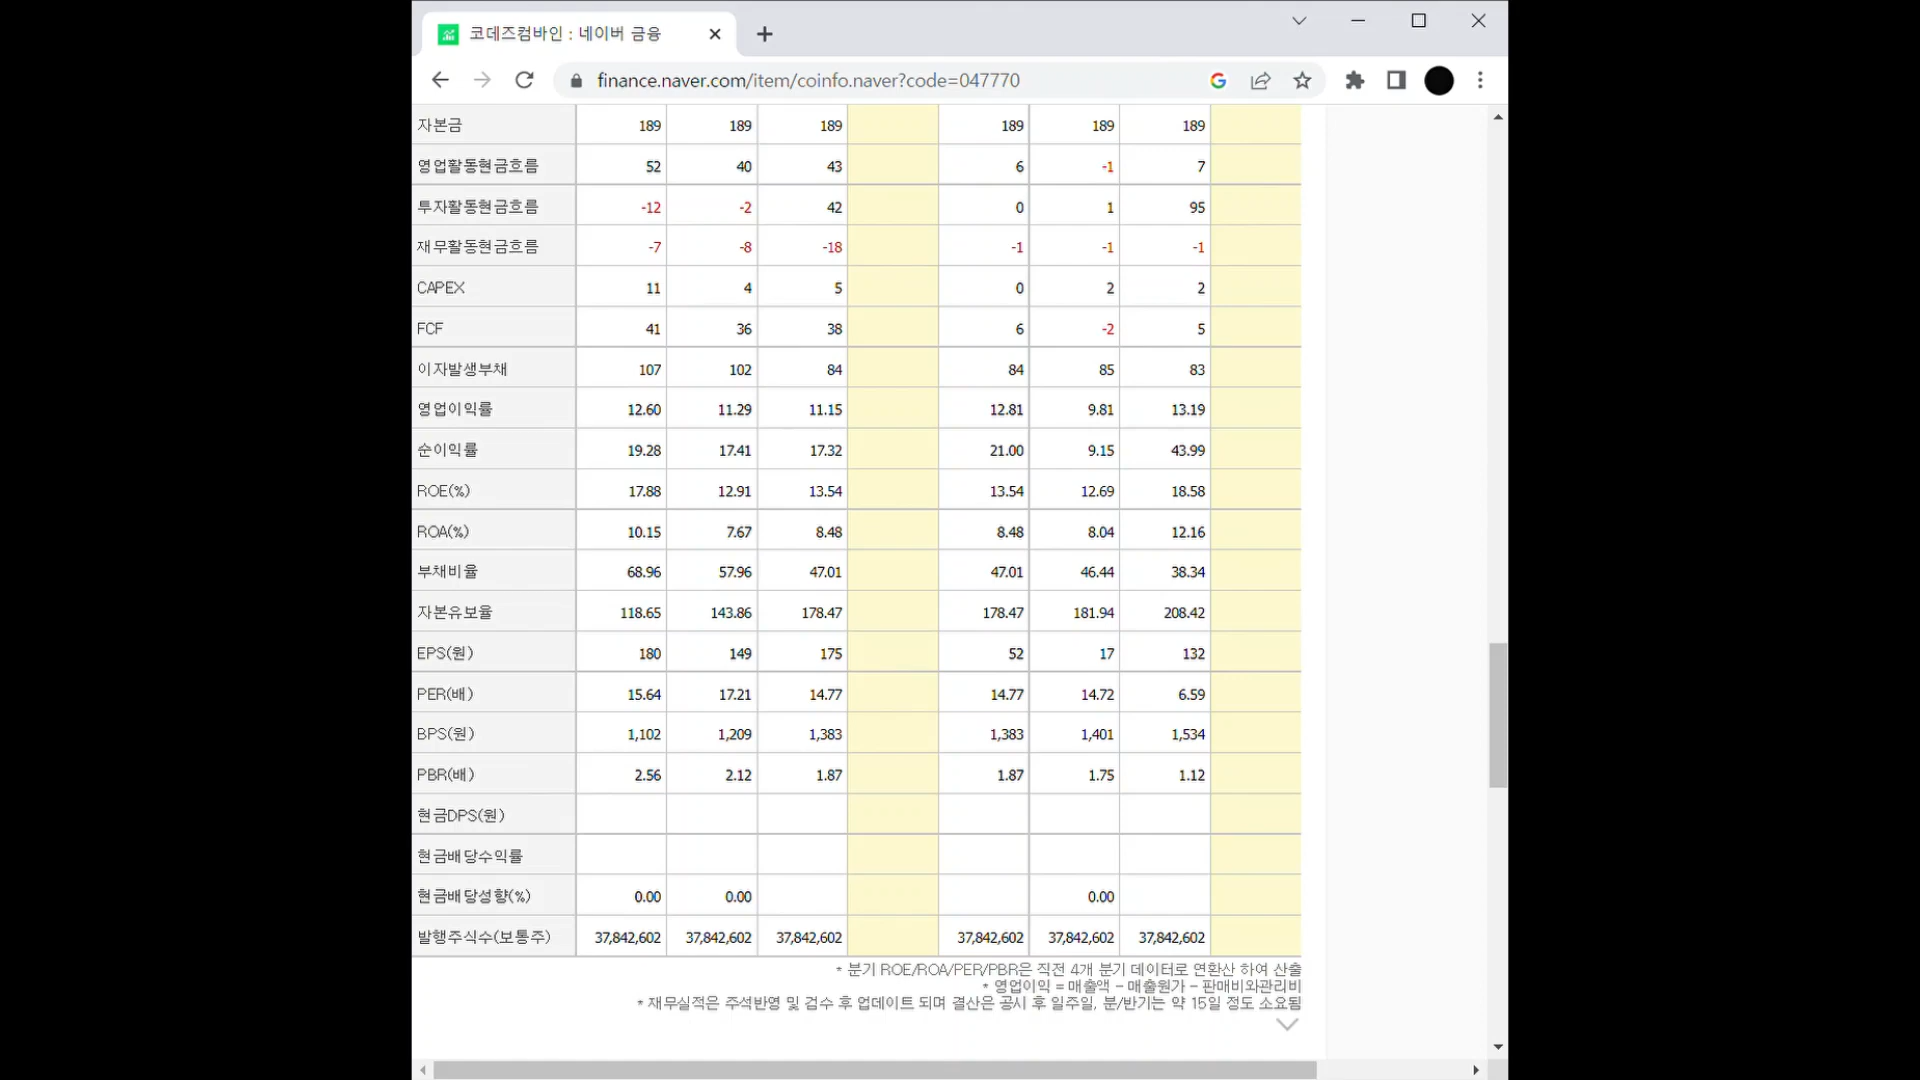 코데즈컴바인 : 네이버 금융
finance.naver.com/item/coinfo.naver?code=047770
자본금 189 189 189 189 189 189
영업활동현금흐름 52 40 43 6 -1 7
투자활동현금흐름 -12 -2 42 0 1 95
재무활동현금흐름 -7 -8 -18 -1 -1 -1
CAPEX 11 4 5 0 2 2
FCF 41 36 38 6 -2 5
이자발생부채 107 102 84 84 85 83
영업이익률 12.60 11.29 11.15 12.81 9.81 13.19
순이익률 19.28 17.41 17.32 21.00 9.15 43.99
ROE(%) 17.88 12.91 13.54 13.54 12.69 18.58
ROA(%) 10.15 7.67 8.48 8.48 8.04 12.16
부채비율 68.96 57.96 47.01 47.01 46.44 38.34
자본유보율 118.65 143.86 178.47 178.47 181.94 208.42
EPS(원) 180 149 175 52 17 132
PER(배) 15.64 17.21 14.77 14.77 14.72 6.59
BPS(원) 1,102 1,209 1,383 1,383 1,401 1,534
PBR(배) 2.56 2.12 1.87 1.87 1.75 1.12
현금DPS(원)
현금배당수익률
현금배당성향(%) 0.00 0.00 0.00
발행주식수(보통주) 37,842,602 37,842,602 37,842,602 37,842,602 37,842,602 37,842,602
* 분기 ROE/ROA/PER/PBR은 직전 4개 분기 데이터로 연환산 하여 산출
* 영업이익 = 매출액 - 매출원가 - 판매비와관리비
* 재무실적은 주석반영 및 검수 후 업데이트 되며 결산은 공시 후 일주일, 분/반기는 약 15일 정도 소요됨